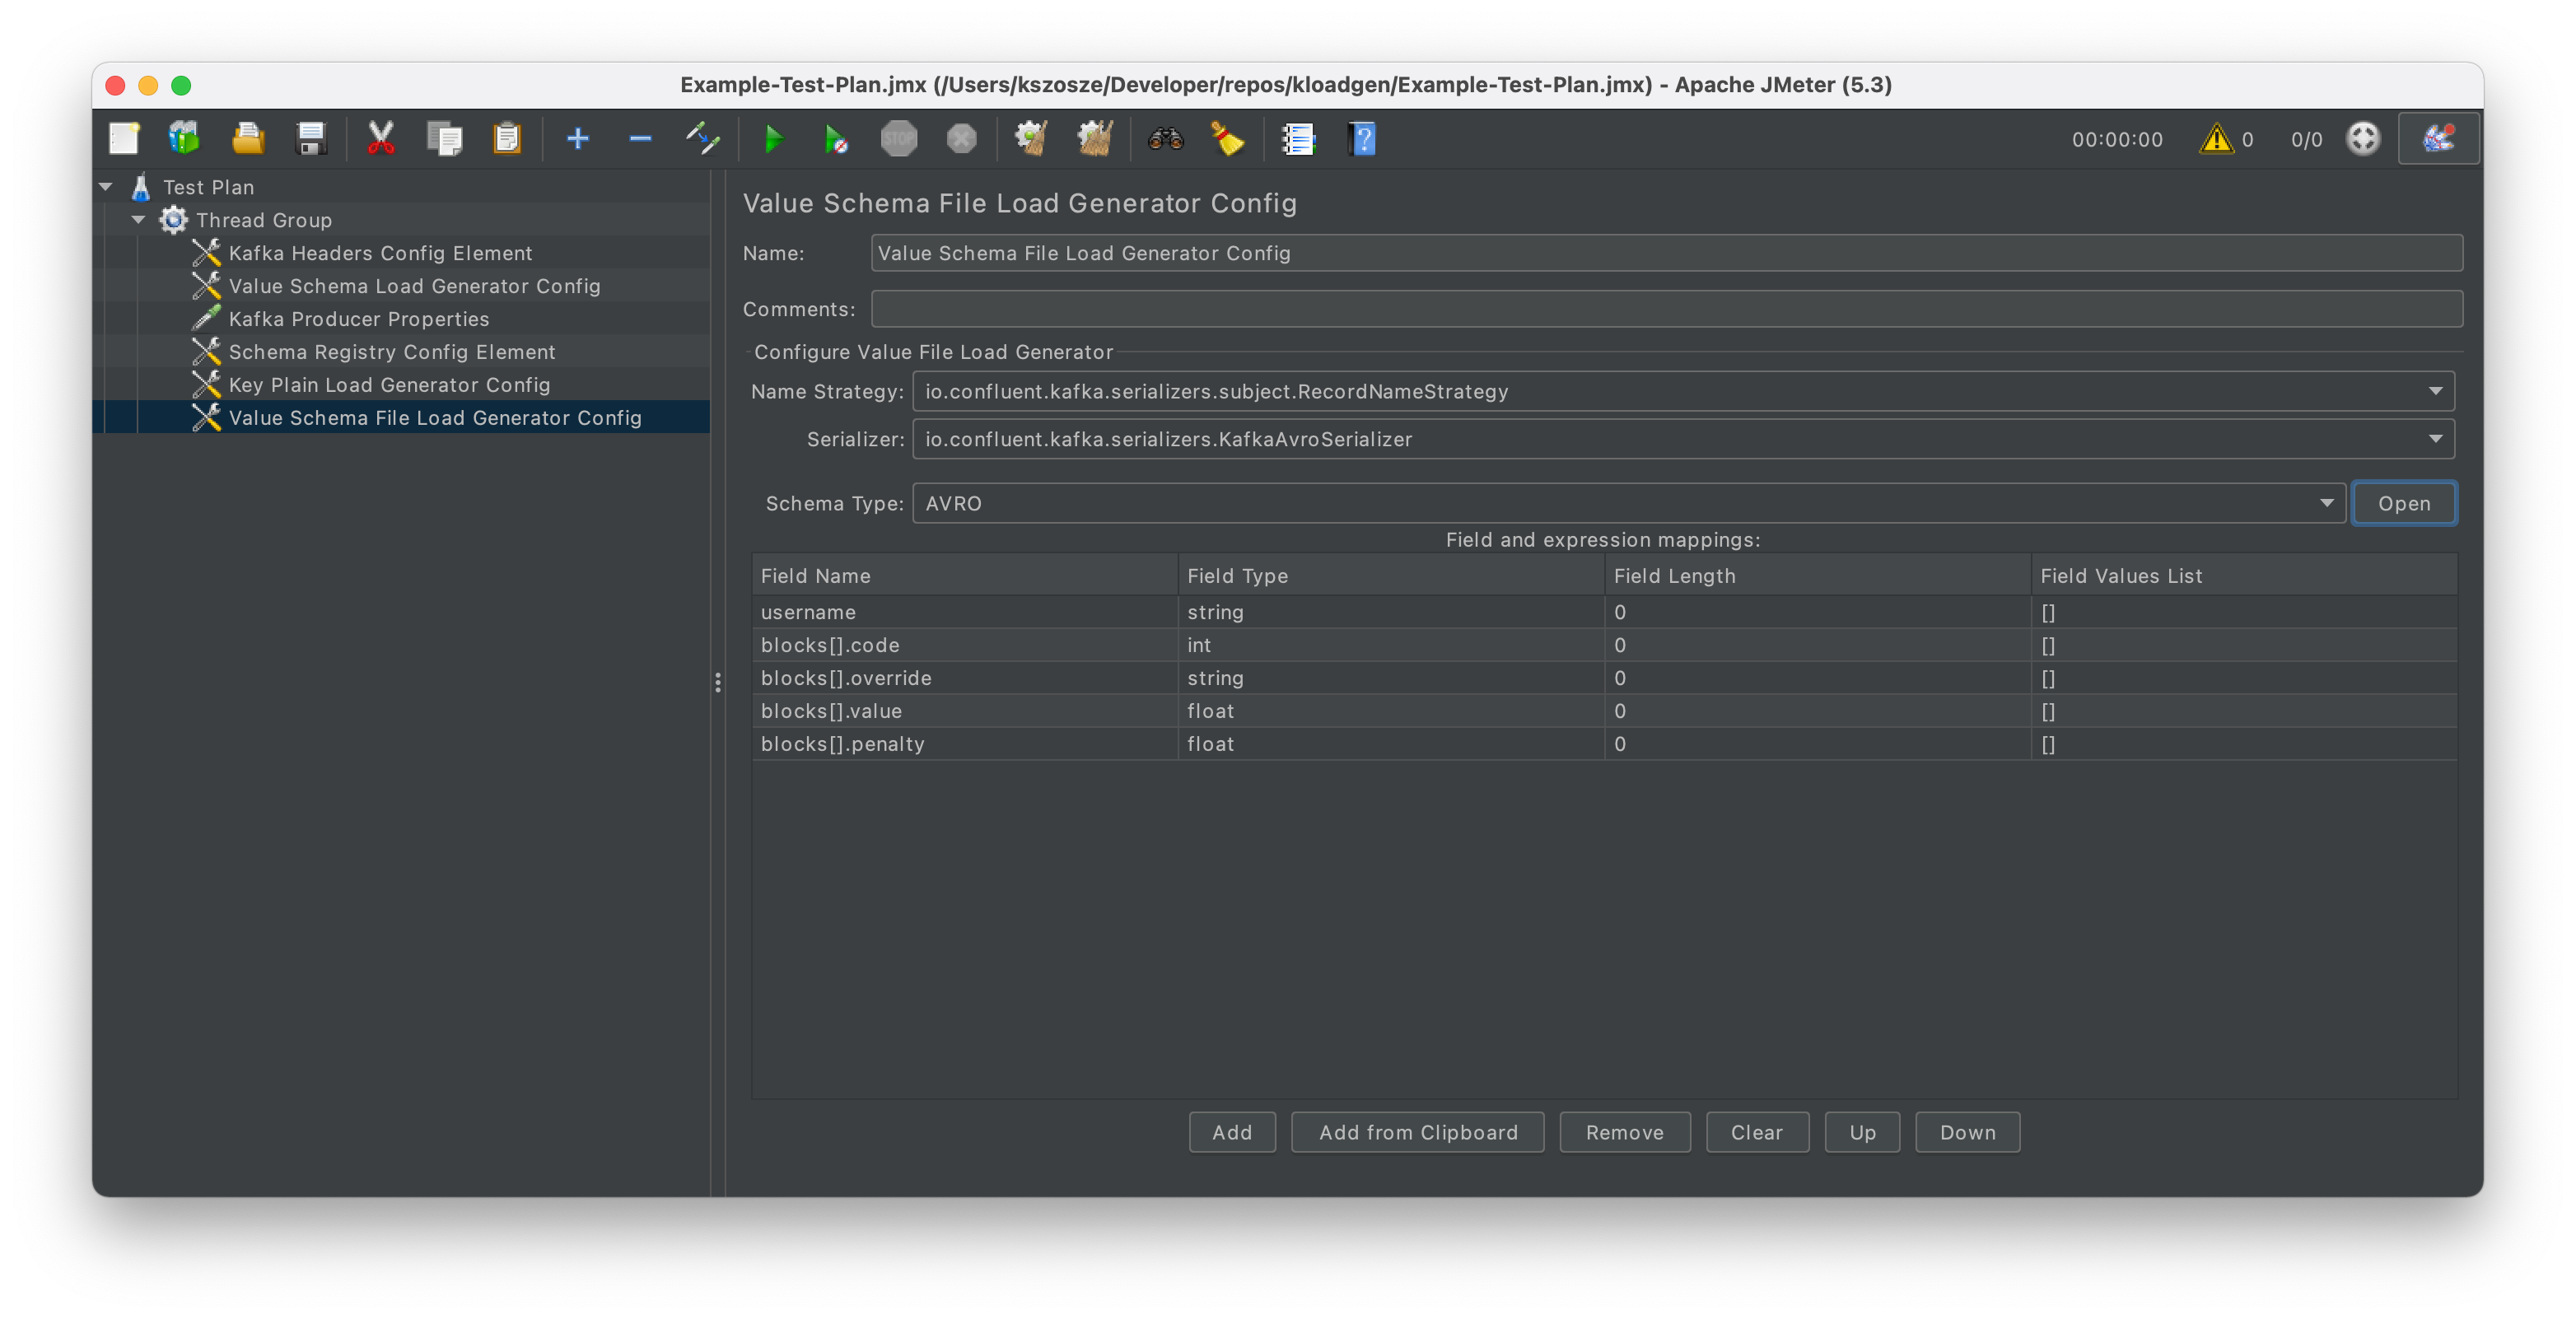 Example-Test-Plan.jmx (/Users/kszosze/Developer/repos/kloadgen/Example-Test-Plan.jmx) - Apache JMeter (5.3)
STOP
00:00:00 0 0/0
Test Plan
Thread Group
Kafka Headers Config Element
Value Schema Load Generator Config
Kafka Producer Properties
Schema Registry Config Element
Key Plain Load Generator Config
Value Schema File Load Generator Config
Value Schema File Load Generator Config
Name: Value Schema File Load Generator Config
Comments:
Configure Value File Load Generator
Name Strategy: io.confluent.kafka.serializers.subject.RecordNameStrategy
Serializer: io.confluent.kafka.serializers.KafkaAvroSerializer
Schema Type: AVRO Open
Field and expression mappings:
Field Name Field Type Field Length Field Values List
username string 0 []
blocks[].code int 0 []
blocks[].override string 0 []
blocks[].value float 0 []
blocks[].penalty float 0 []
Add Add from Clipboard Remove Clear Up Down